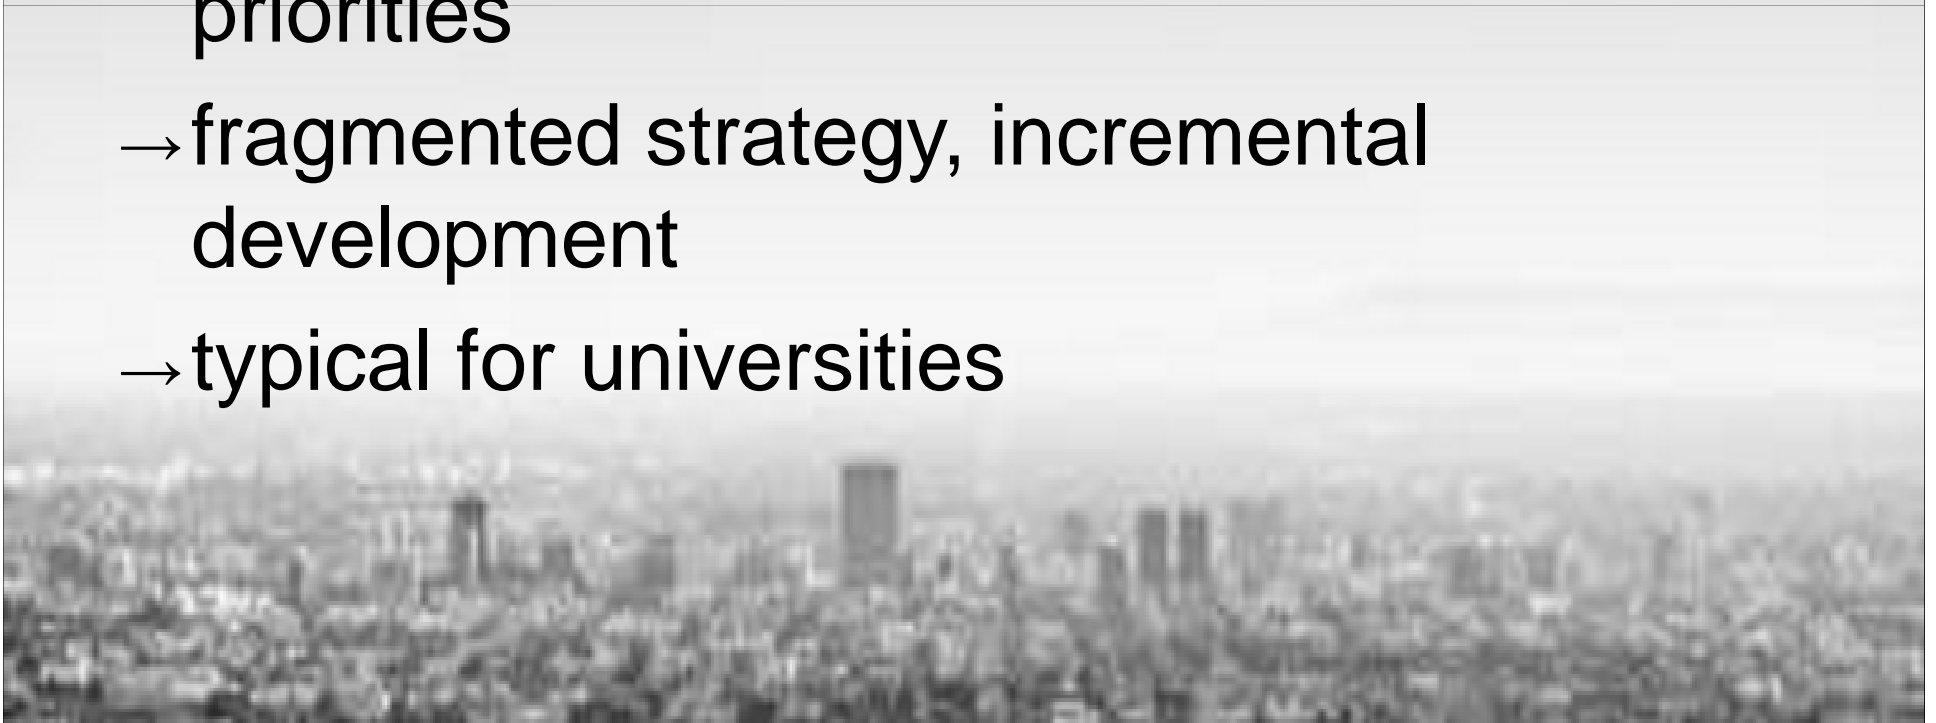 priorities
→fragmented strategy, incremental
development
→typical for universities